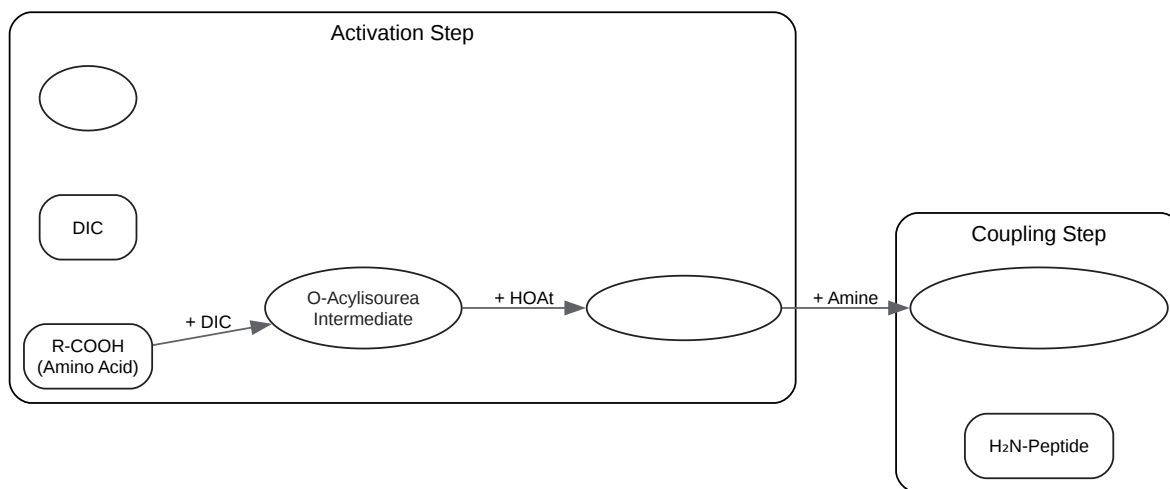 Activation Step
DIC
R-COOH
(Amino Acid)
+ DIC
O-Acylisourea
Intermediate
+ HOAt
+ Amine
Coupling Step
H₂N-Peptide